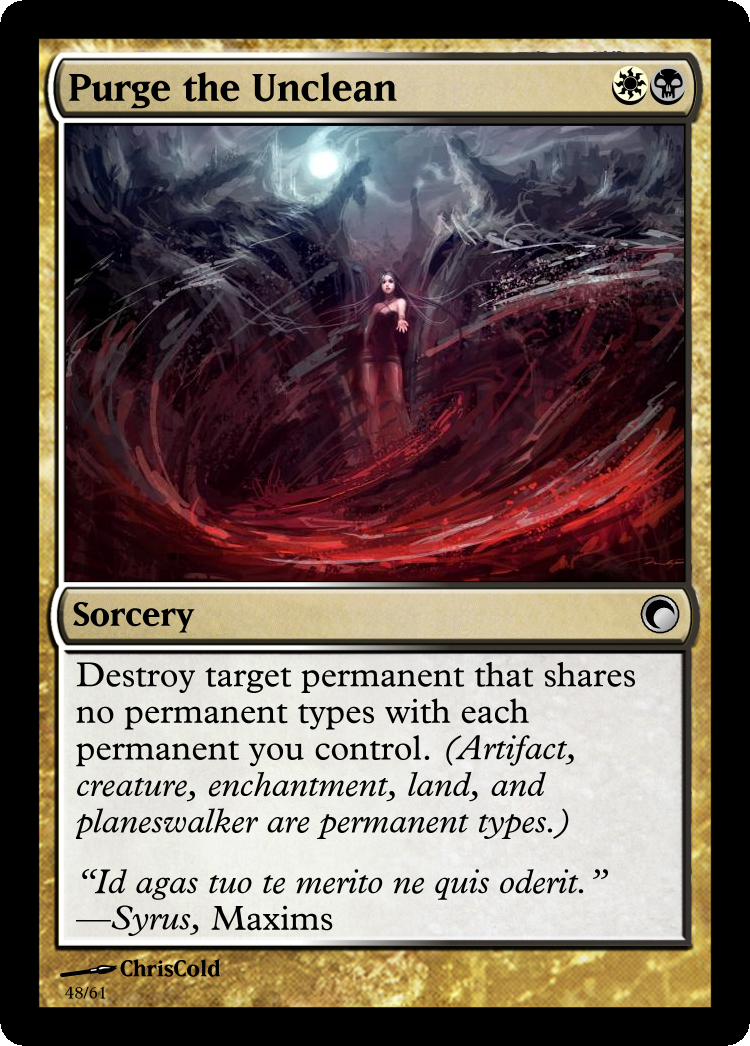 Purge the Unclean
Sorcery
Destroy target permanent that shares
no permanent types with each
permanent you control. (Artifact,
creature, enchantment, land, and
planeswalker are permanent types.)
“Id agas tuo te merito ne quis oderit.”
—Syrus, Maxims
ChrisCold
48/61